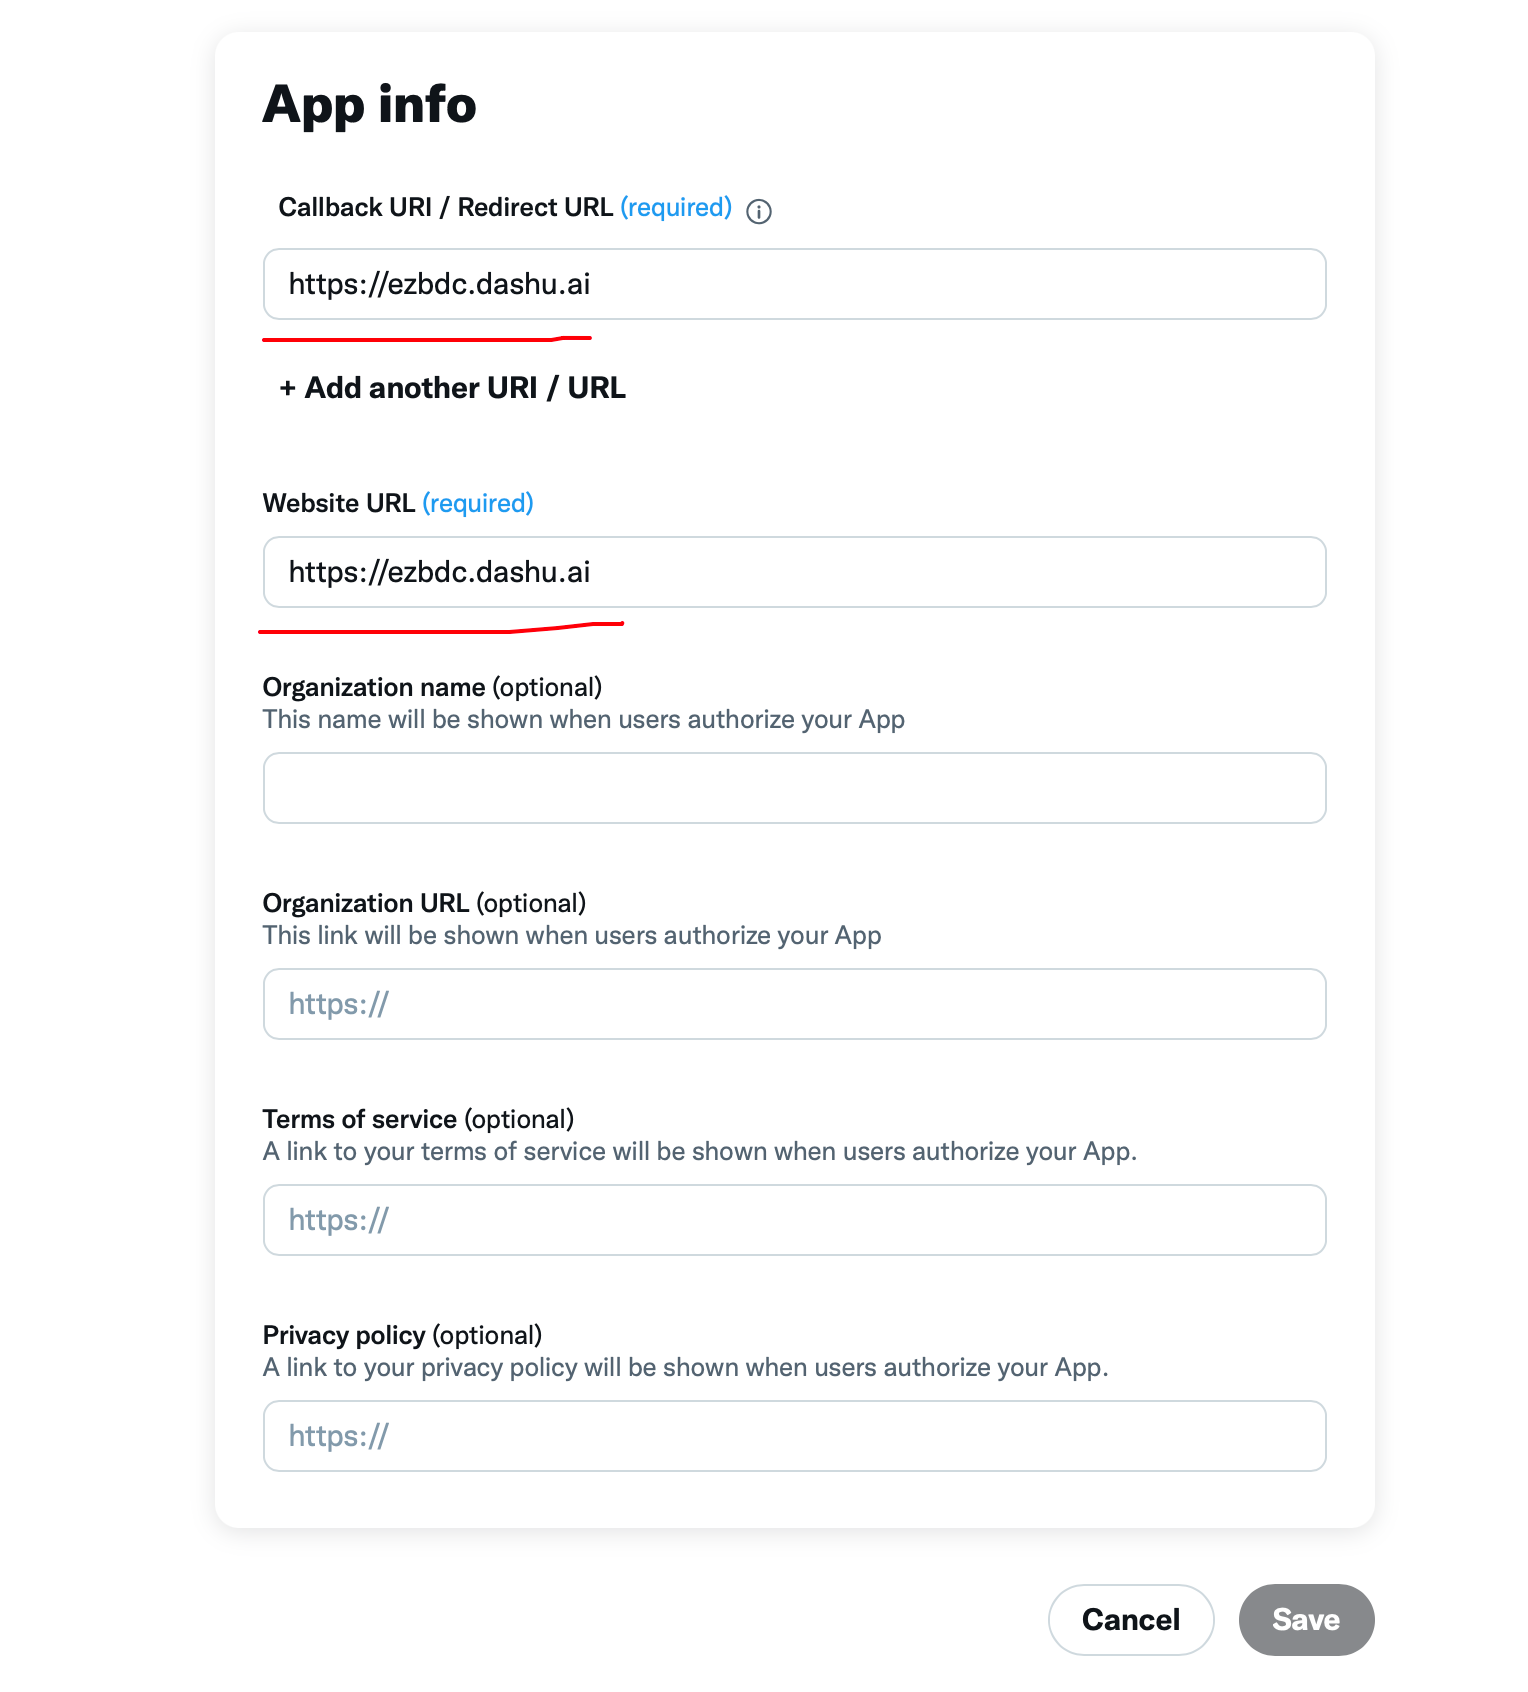 App info
Callback URI / Redirect URL (required)
https://ezbdc.dashu.ai
+ Add another URI / URL
Website URL (required)
https://ezbdc.dashu.ai
Organization name (optional)
This name will be shown when users authorize your App
Organization URL (optional)
This link will be shown when users authorize your App
https://
Terms of service (optional)
A link to your terms of service will be shown when users authorize your App.
https://
Privacy policy (optional)
A link to your privacy policy will be shown when users authorize your App.
https://
Cancel Save